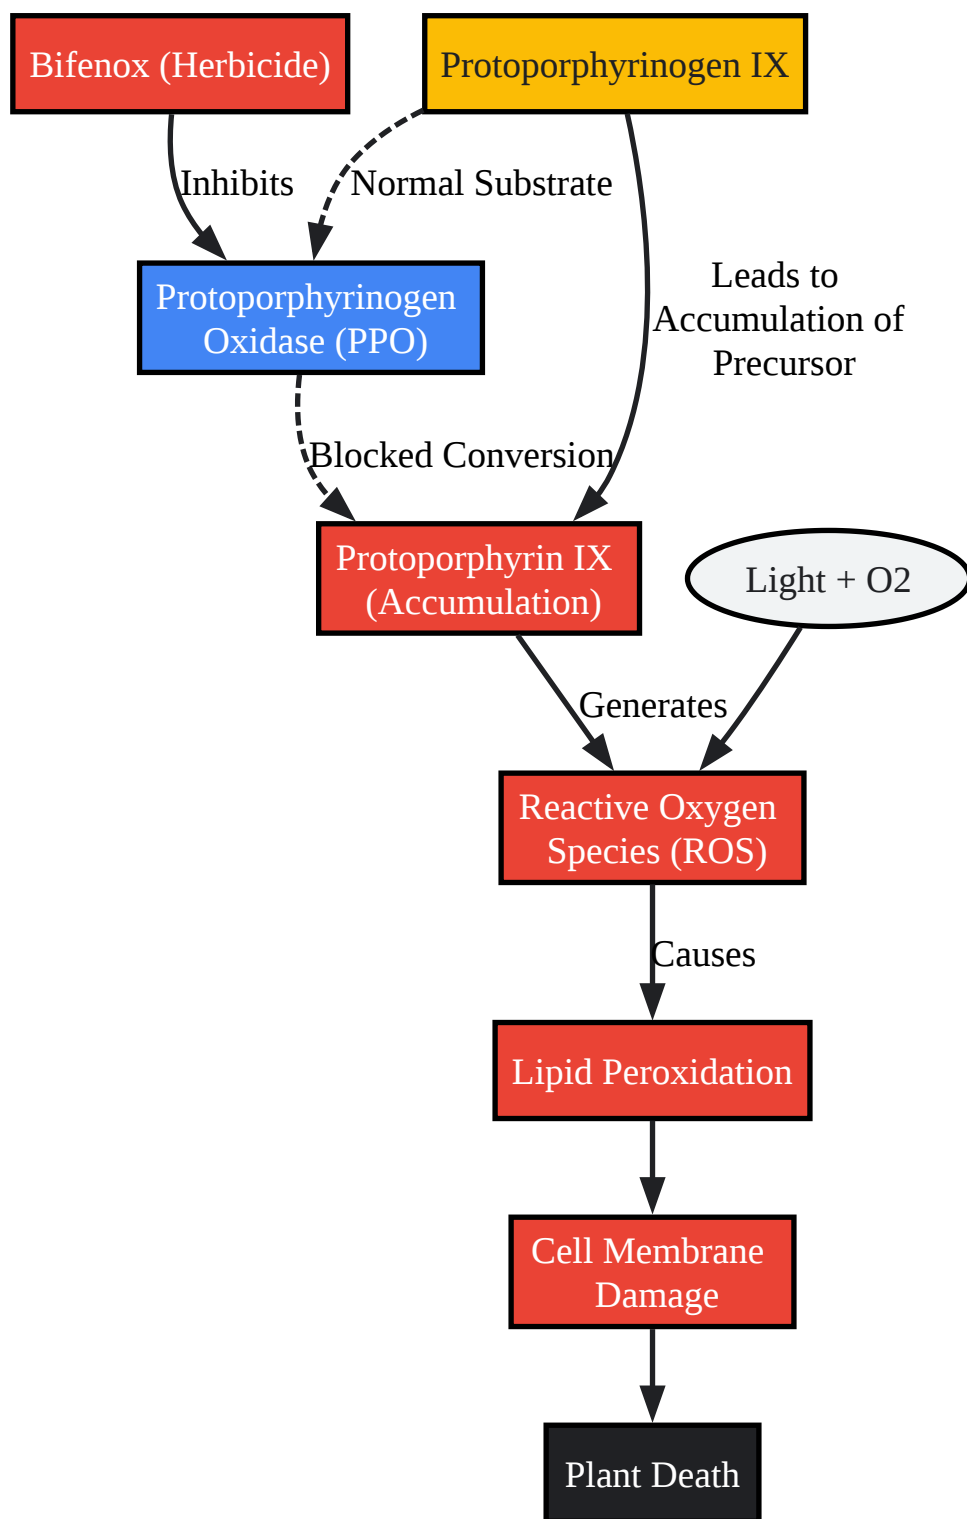 Bifenox (Herbicide)
Protoporphyrinogen IX
Inhibits
Normal Substrate
Protoporphyrinogen
Oxidase (PPO)
Leads to
Accumulation of
Precursor
Blocked Conversion
Protoporphyrin IX
(Accumulation)
Light + O2
Generates
Reactive Oxygen
Species (ROS)
Causes
Lipid Peroxidation
Cell Membrane
Damage
Plant Death